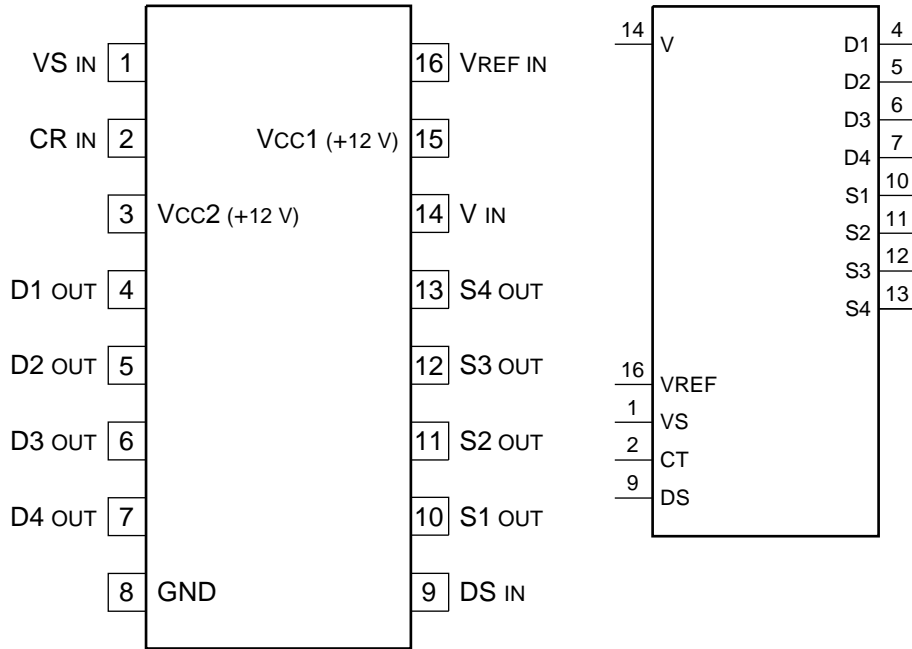 VS IN 1
16 VREF IN
CR IN 2
VCC1 (+12 V) 15
3 VCC2 (+12 V)
14 V IN
D1 OUT 4
13 S4 OUT
D2 OUT 5
12 S3 OUT
D3 OUT 6
11 S2 OUT
D4 OUT 7
10 S1 OUT
8 GND
9 DS IN
14 V
D1 4
D2 5
D3 6
D4 7
S1 10
S2 11
S3 12
S4 13
16 VREF
1 VS
2 CT
9 DS